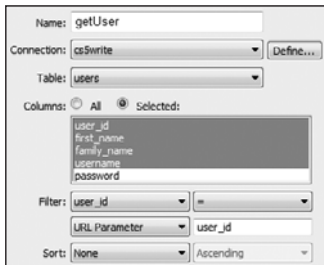 Name: getUser
Connection: cs5write Define...
Table: users
Columns: All Selected:
user_id
first_name
family_name
username
password
Filter: user_id =
URL Parameter user_id
Sort: None Ascending